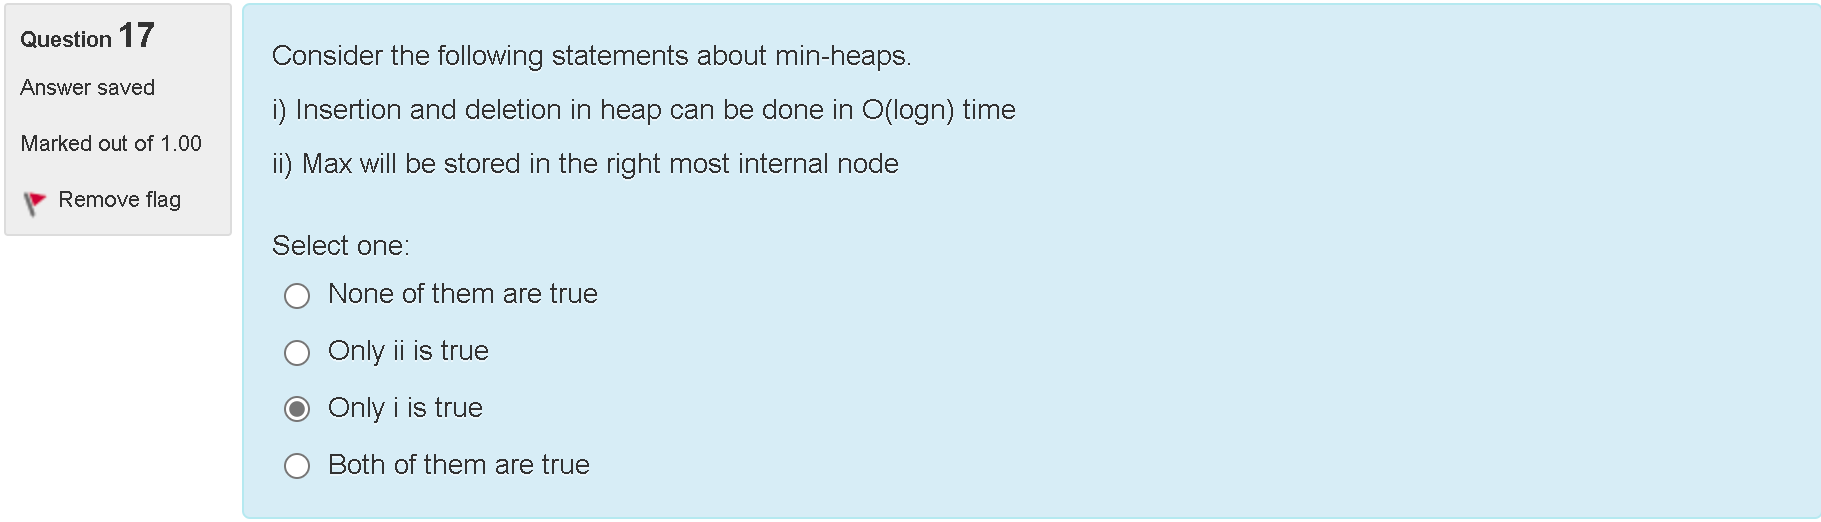 Question 17
Answer saved
Marked out of 1.00
Remove flag
Consider the following statements about min-heaps.
i) Insertion and deletion in heap can be done in O(logn) time
ii) Max will be stored in the right most internal node
Select one:
None of them are true
Only ii is true
Only i is true
Both of them are true